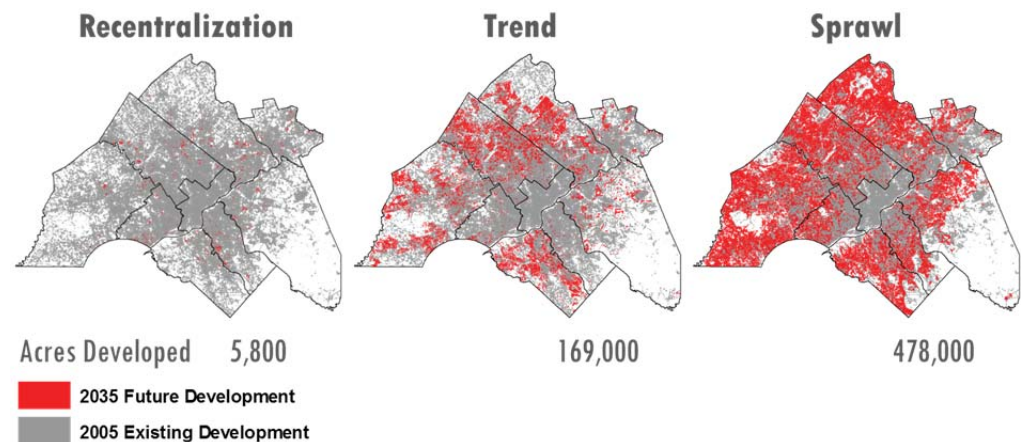 Recentralization Trend Sprawl
Acres Developed 5,800 169,000 478,000
2035 Future Development
2005 Existing Development